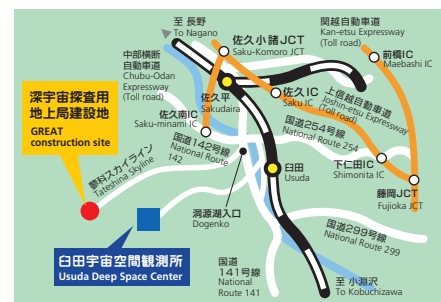 至 長野
To Nagano
佐久小諸JCT
Saku-Komoro JCT
関越自動車道
Kan-etsu Expressway
(Toll road)
前橋IC
Maebashi IC
中部横断
自動車道
Chubu-Odan
Expressway
(Toll road)
佐久平
Sakudaira
佐久IC
Saku IC
上信越自動車道
Joshin-etsu Expressway
(Toll road)
深宇宙探査用
地上局建設地
GREAT
construction site
佐久南IC
Saku-minami IC
国道142号線
National Route
142
国道254号線
National Route 254
下仁田IC
Shimonita IC
藤岡JCT
Fujioka JCT
蓼科スカイライン
Tateshina Skyline
臼田
Usuda
洞源湖入口
Dogenko
臼田宇宙空間観測所
Usuda Deep Space Center
国道299号線
National Route 299
国道
141号線
National
Route 141
至 小淵沢
To Kobuchizawa